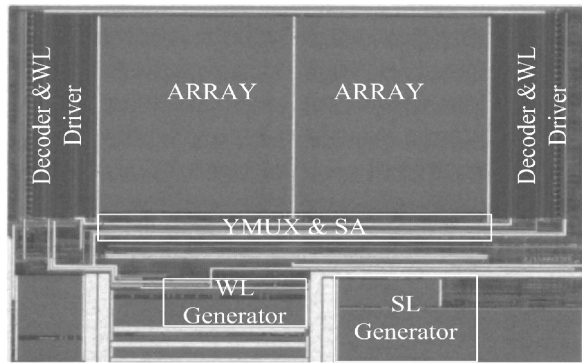 Decoder &WL
Driver
ARRAY
ARRAY
Decoder &WL
Driver
YMUX & SA
WL
Generator
SL
Generator